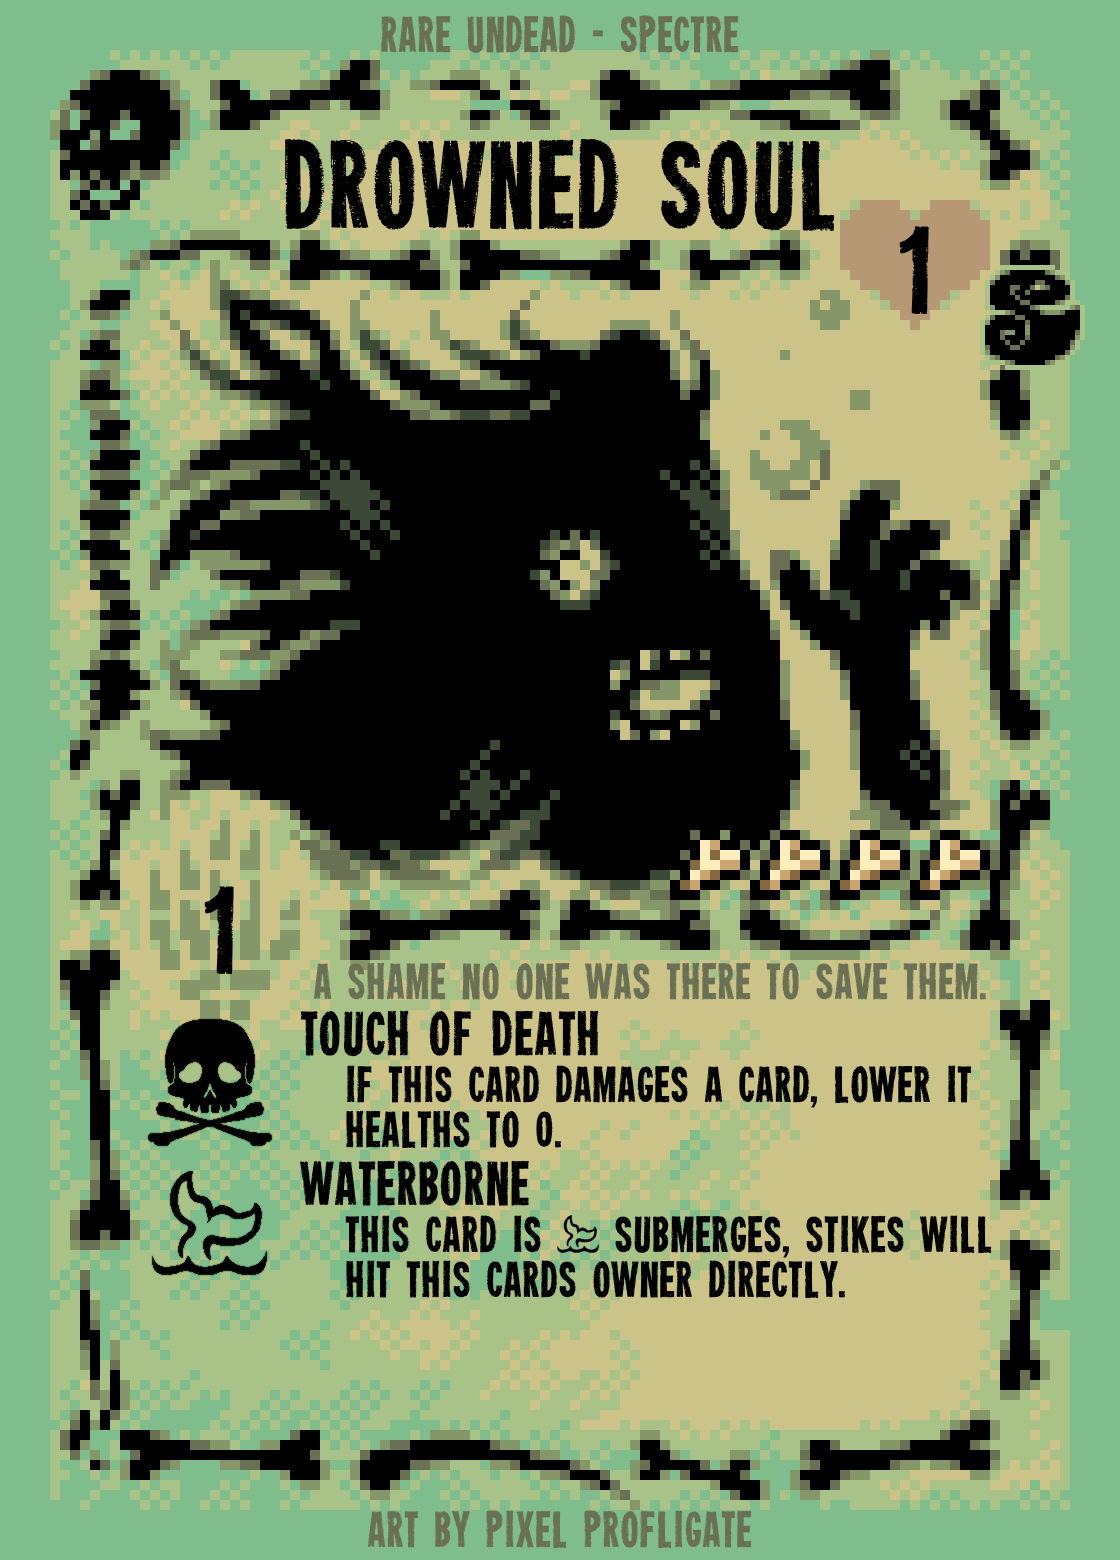 RARE UNDEAD - SPECTRE
DROWNED SOUL
1
1
A SHAME NO ONE WAS THERE TO SAVE THEM.
TOUCH OF DEATH
IF THIS CARD DAMAGES A CARD, LOWER IT
HEALTHS TO 0.
WATERBORNE
THIS CARD IS SUBMERGES, STIKES WILL
HIT THIS CARDS OWNER DIRECTLY.
ART BY PIXEL PROFLIGATE